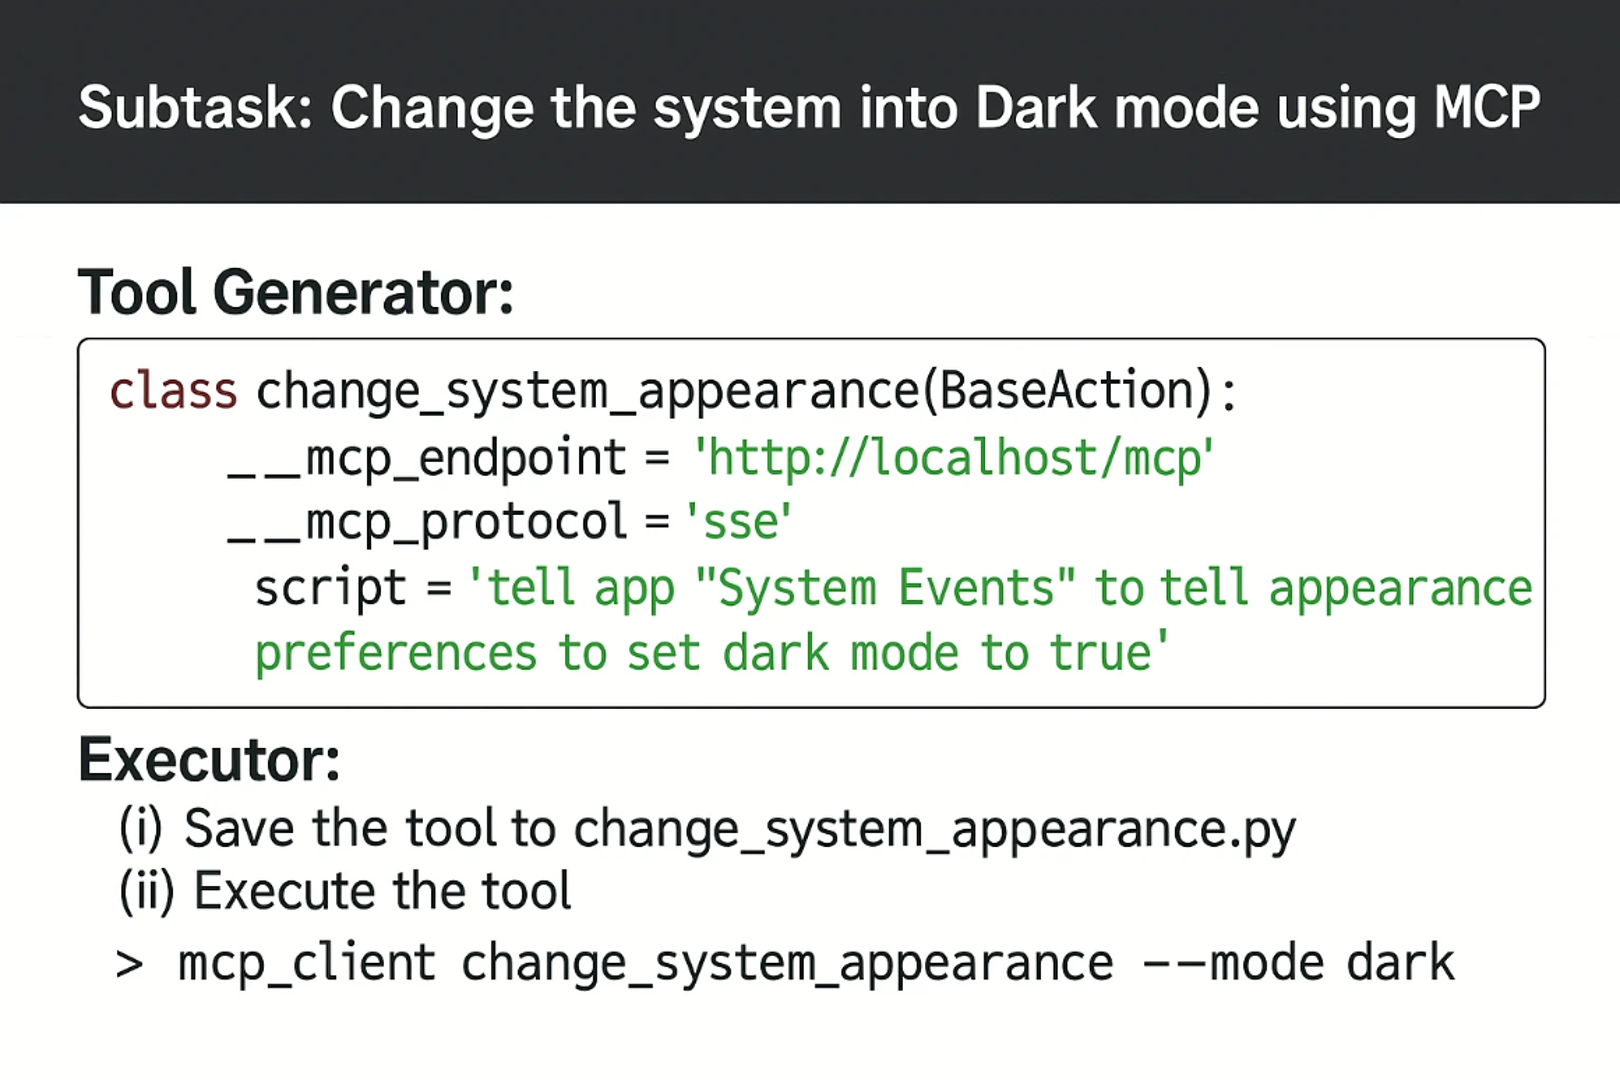 Subtask: Change the system into Dark mode using MCP
Tool Generator:
class change_system_appearance(BaseAction):
__mcp_endpoint = 'http://localhost/mcp'
__mcp_protocol = 'sse'
script = 'tell app "System Events" to tell appearance
preferences to set dark mode to true'
Executor:
(i) Save the tool to change_system_appearance.py
(ii) Execute the tool
> mcp_client change_system_appearance --mode dark